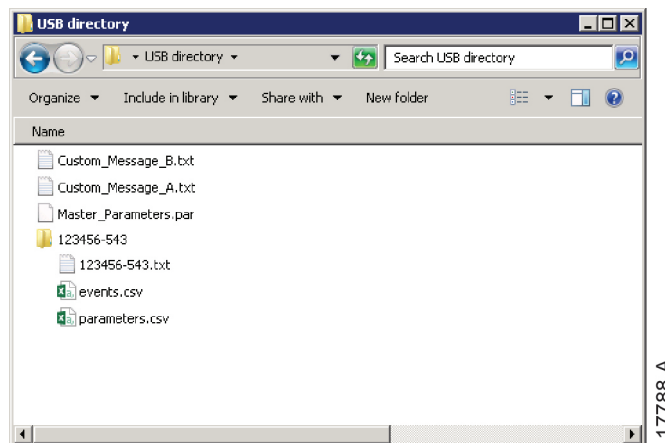 USB directory
USB directory
Search USB directory
Organize Include in library Share with New folder
Name
Custom_Message_B.txt
Custom_Message_A.txt
Master_Parameters.par
123456-543
123456-543.txt
events.csv
parameters.csv
17788.A